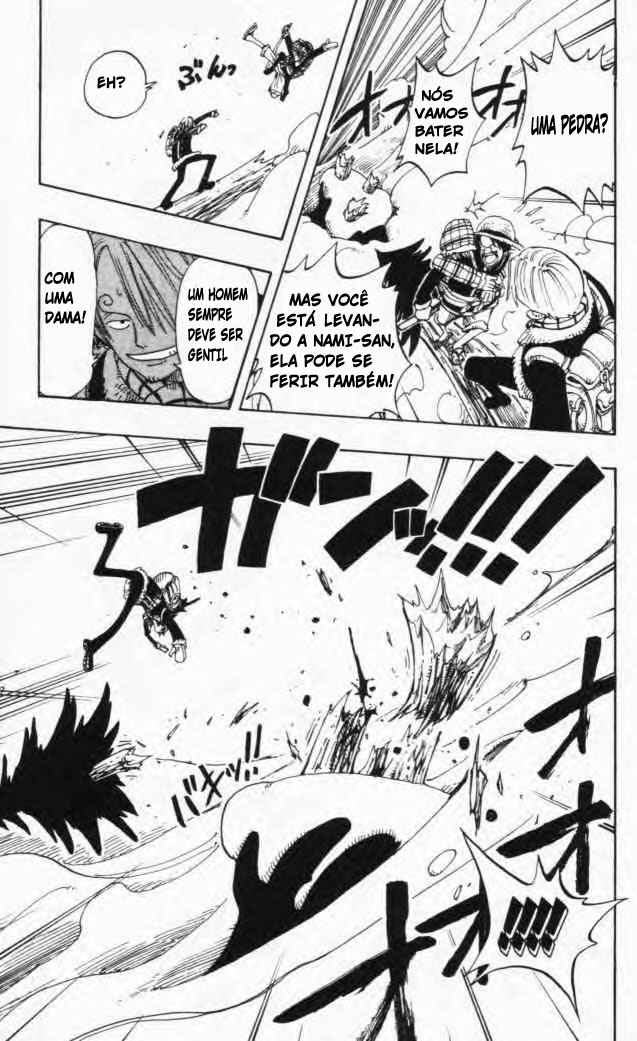 UMA PEDRA?
NÓS
VAMOS
BATER
NELA!
オオ
オオ
MAS VOCÊ
ESTÁ LEVAN-
DO A NAMI-SAN,
ELA PODE SE
FERIR TAMBÉM!
EH?
ぶんっ
UM HOMEM
SEMPRE
DEVE SER
GENTIL
COM
UMA
DAMA!
ガンッ!!!
バキッ!!
オオオオ
!!!!!